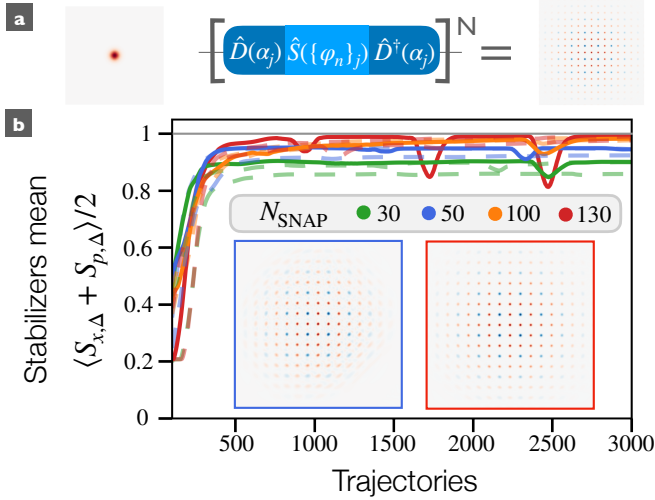 a
[D̂(αⱼ) Ŝ({φₙ}ⱼ) D̂†(αⱼ)]ᴺ =
b
Stabilizers mean
⟨Sₓ,Δ + Sₚ,Δ⟩/2
1
0.8
0.6
0.4
0.2
0
N_SNAP 30 50 100 130
500 1000 1500 2000 2500 3000
Trajectories